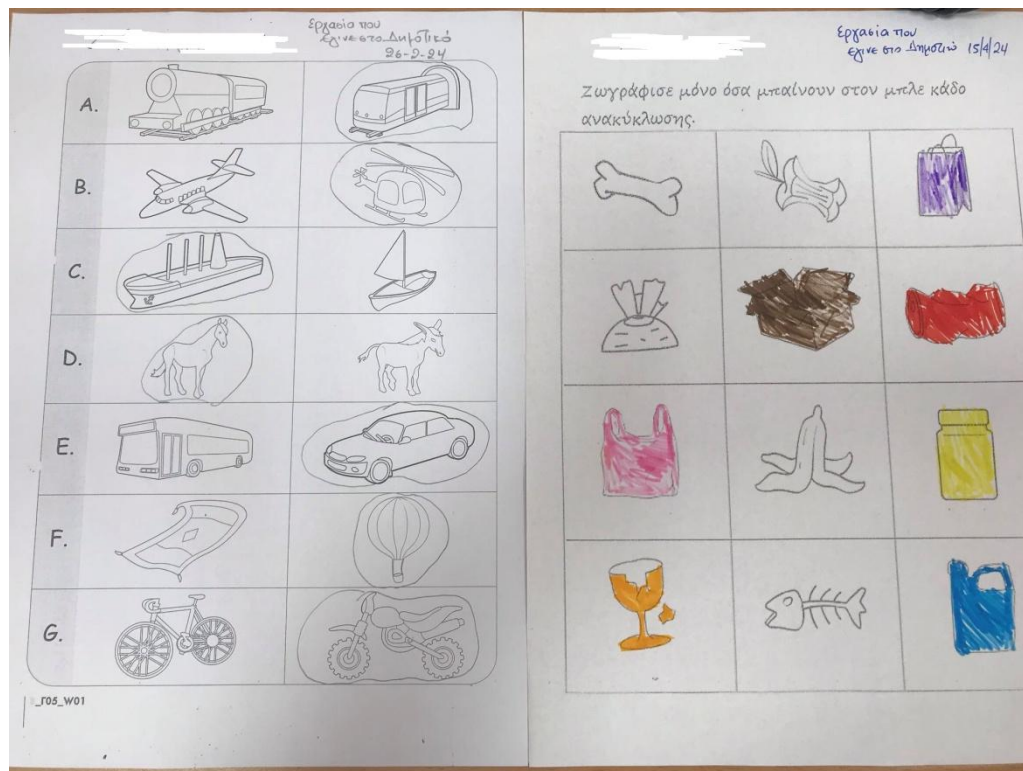 εργασία που
έγινε στο Δημοτικό
26-2-24
A.
B.
C.
D.
E.
F.
G.
_Γ05_W01
Εργασία που
έγινε στο Δημοτικό 15/4/24
Ζωγράφισε μόνο όσα μπαίνουν στον μπλε κάδο
ανακύκλωσης.